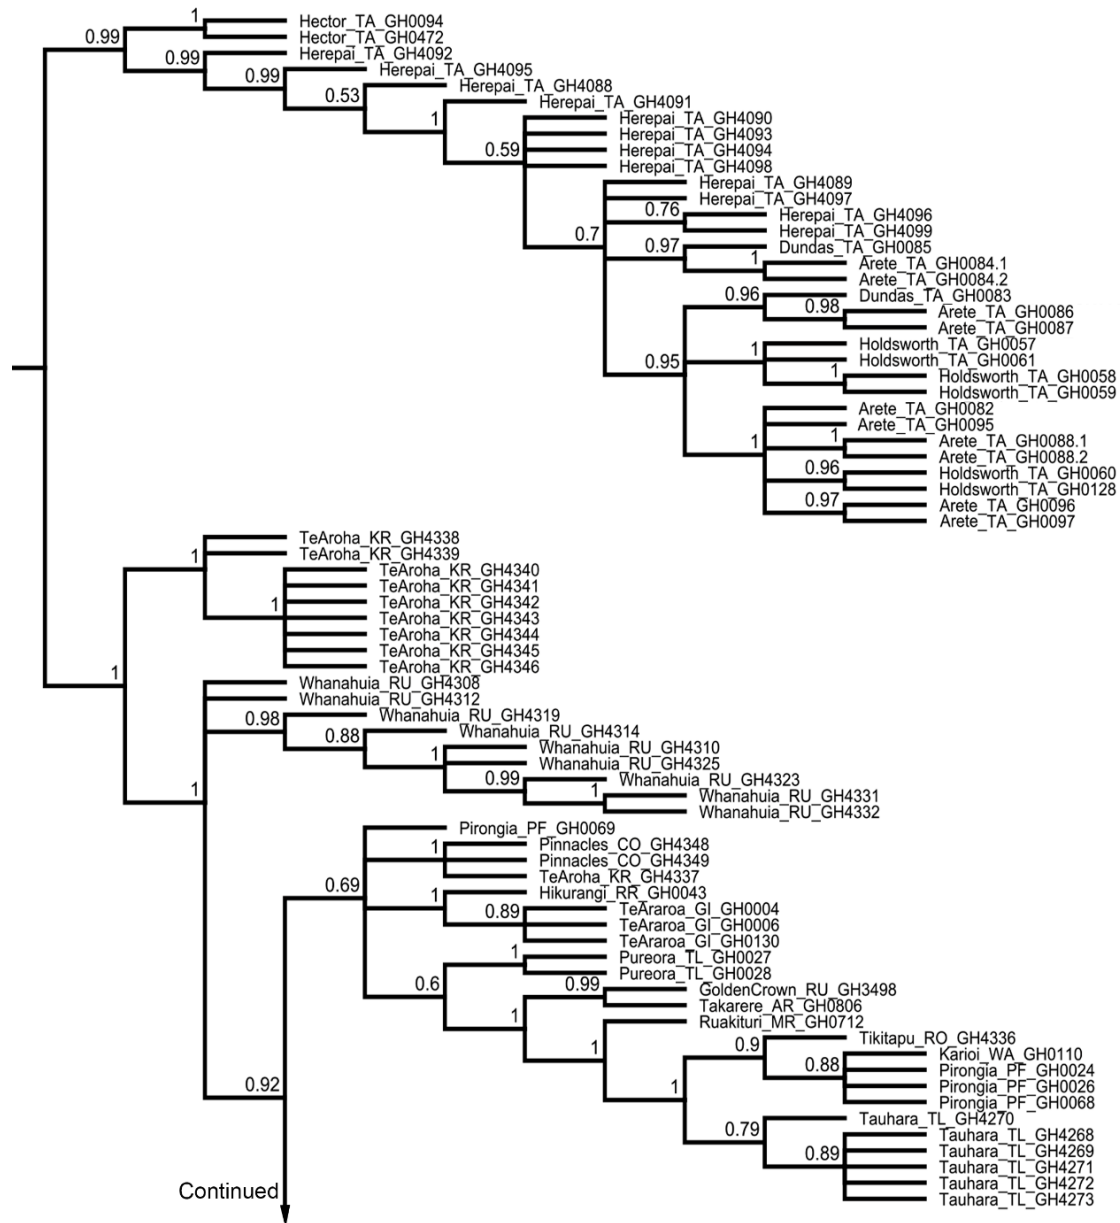 1
Hector_TA_GH0094
0.99
Hector_TA_GH0472
0.99
Herepai_TA_GH4092
0.99
Herepai_TA_GH4095
0.53
Herepai_TA_GH4088
1
Herepai_TA_GH4091
0.59
Herepai_TA_GH4090
Herepai_TA_GH4093
Herepai_TA_GH4094
Herepai_TA_GH4098
0.7
Herepai_TA_GH4089
Herepai_TA_GH4097
0.76
Herepai_TA_GH4096
Herepai_TA_GH4099
0.97
Dundas_TA_GH0085
1
Arete_TA_GH0084.1
Arete_TA_GH0084.2
0.95
0.96
Dundas_TA_GH0083
0.98
Arete_TA_GH0086
Arete_TA_GH0087
1
Holdsworth_TA_GH0057
Holdsworth_TA_GH0061
1
Holdsworth_TA_GH0058
Holdsworth_TA_GH0059
1
Arete_TA_GH0082
Arete_TA_GH0095
1
Arete_TA_GH0088.1
Arete_TA_GH0088.2
0.96
Holdsworth_TA_GH0060
Holdsworth_TA_GH0128
0.97
Arete_TA_GH0096
Arete_TA_GH0097
1
1
TeAroha_KR_GH4338
TeAroha_KR_GH4339
1
TeAroha_KR_GH4340
TeAroha_KR_GH4341
TeAroha_KR_GH4342
TeAroha_KR_GH4343
TeAroha_KR_GH4344
TeAroha_KR_GH4345
TeAroha_KR_GH4346
1
Whanahuia_RU_GH4308
Whanahuia_RU_GH4312
0.98
Whanahuia_RU_GH4319
0.88
Whanahuia_RU_GH4314
1
Whanahuia_RU_GH4310
Whanahuia_RU_GH4325
0.99
Whanahuia_RU_GH4323
1
Whanahuia_RU_GH4331
Whanahuia_RU_GH4332
0.92
0.69
Pirongia_PF_GH0069
1
Pinnacles_CO_GH4348
Pinnacles_CO_GH4349
TeAroha_KR_GH4337
1
Hikurangi_RR_GH0043
0.89
TeAraroa_GI_GH0004
TeAraroa_GI_GH0006
TeAraroa_GI_GH0130
0.6
1
Pureora_TL_GH0027
Pureora_TL_GH0028
1
0.99
GoldenCrown_RU_GH3498
Takarere_AR_GH0806
1
Ruakituri_MR_GH0712
1
0.9
Tikitapu_RO_GH4336
0.88
Karioi_WA_GH0110
Pirongia_PF_GH0024
Pirongia_PF_GH0026
Pirongia_PF_GH0068
0.79
Tauhara_TL_GH4270
0.89
Tauhara_TL_GH4268
Tauhara_TL_GH4269
Tauhara_TL_GH4271
Tauhara_TL_GH4272
Tauhara_TL_GH4273
Continued